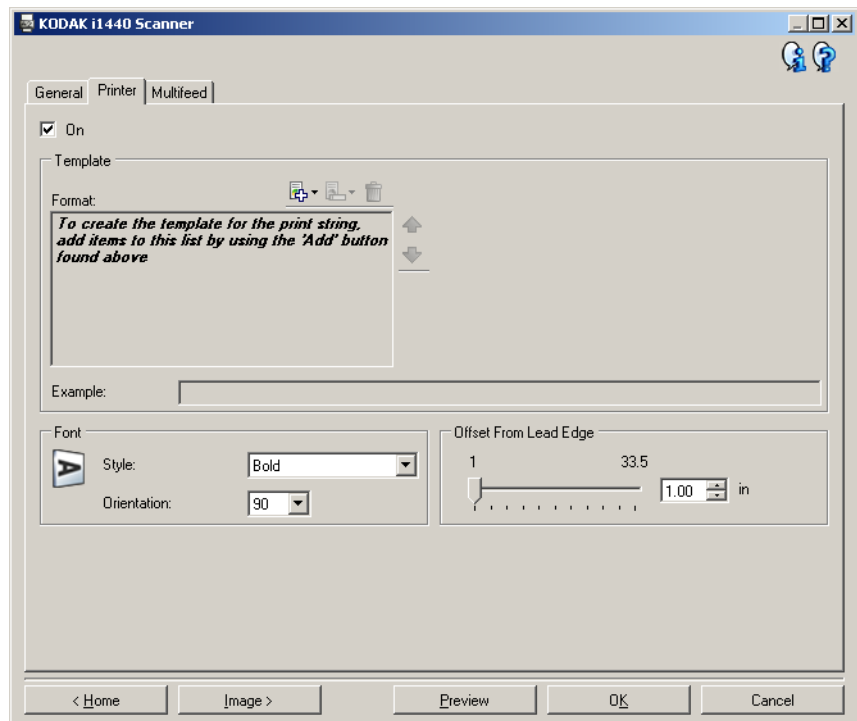 KODAK i1440 Scanner
General Printer Multifeed
On
Template
Format:
To create the template for the print string,
add items to this list by using the 'Add' button
found above
Example:
Font
Style: Bold
Orientation: 90
Offset From Lead Edge
1 33.5
1.00 in
< Home Image > Preview OK Cancel